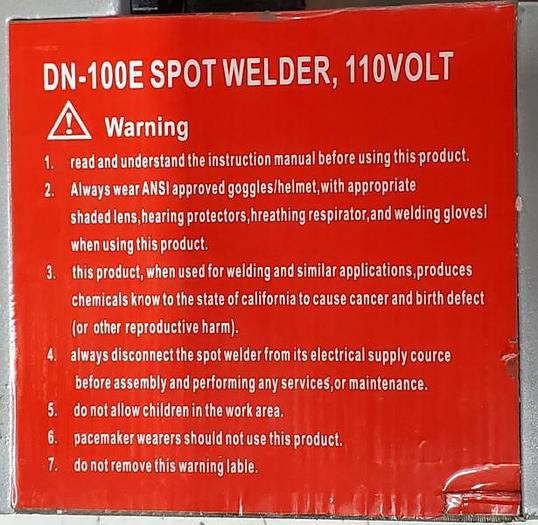 DN-100E SPOT WELDER, 110VOLT
Warning
1. read and understand the instruction manual before using this product.
2. Always wear ANSI approved goggles/helmet,with appropriate
shaded lens,hearing protectors,hreathing respirator,and welding glovesl
when using this product.
3. this product, when used for welding and similar applications,produces
chemicals know to the state of california to cause cancer and birth defect
(or other reproductive harm).
4. always disconnect the spot welder from its electrical supply cource
before assembly and performing any services,or maintenance.
5. do not allow children in the work area.
6. pacemaker wearers should not use this product.
7. do not remove this warning lable.